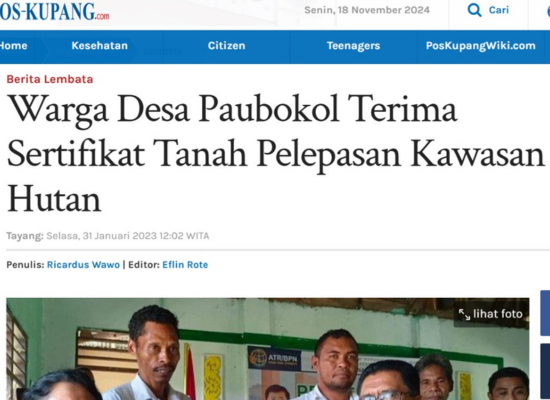 OS-KUPANG.com
Senin, 18 November 2024
Cari
Home Kesehatan Citizen Teenagers PosKupangWiki.com
Berita Lembata
Warga Desa Paubokol Terima
Sertifikat Tanah Pelepasan Kawasan
Hutan
Tayang: Selasa, 31 Januari 2023 12:02 WITA
Penulis: Ricardus Wawo | Editor: Eflin Rote
lihat foto
ATR/BPN